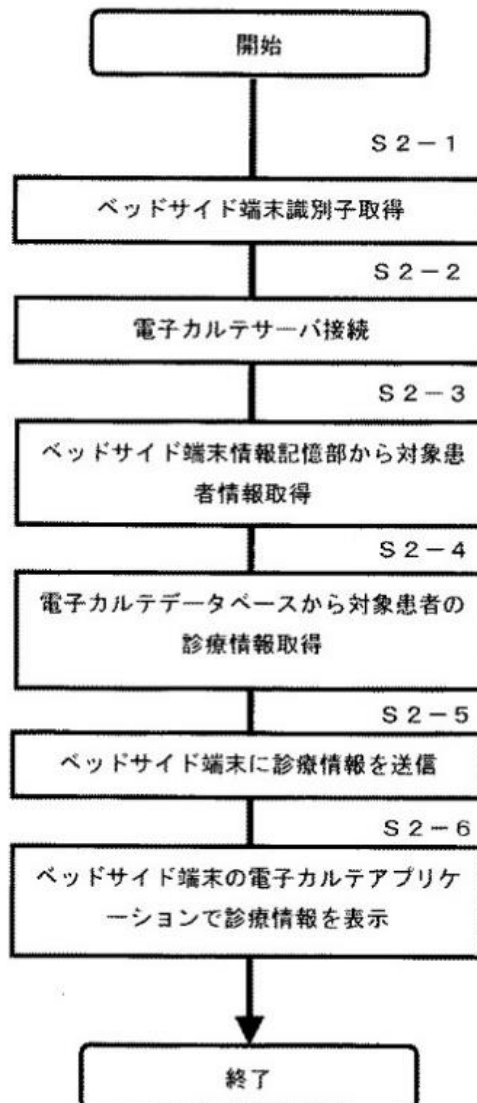 開始
S2-1
ベッドサイド端末識別子取得
S2-2
電子カルテサーバ接続
S2-3
ベッドサイド端末情報記憶部から対象患
者情報取得
S2-4
電子カルテデータベースから対象患者の
診療情報取得
S2-5
ベッドサイド端末に診療情報を送信
S2-6
ベッドサイド端末の電子カルテアプリケ
ーションで診療情報を表示
終了